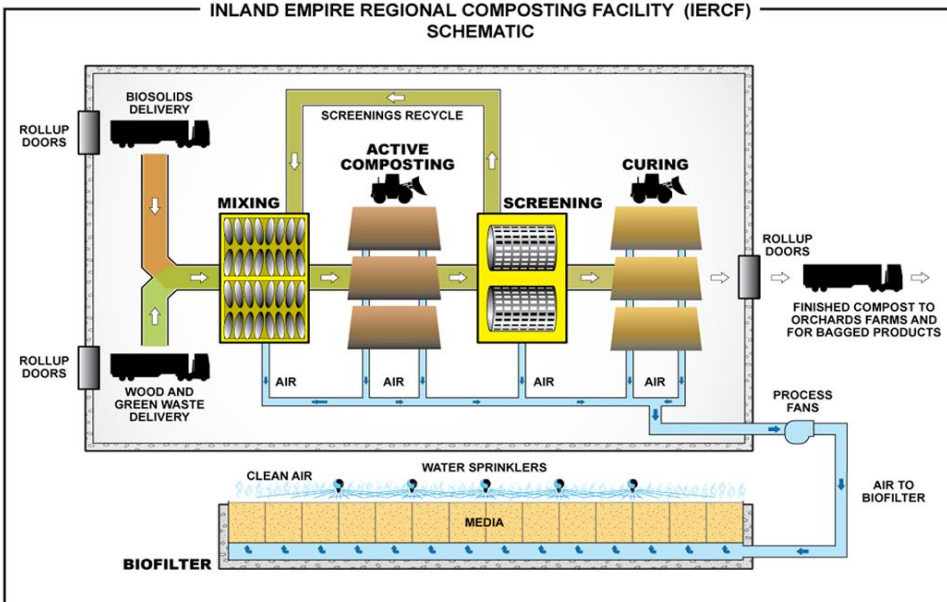 INLAND EMPIRE REGIONAL COMPOSTING FACILITY (IERCF)
SCHEMATIC
BIOSOLIDS
DELIVERY
ROLLUP
DOORS
SCREENINGS RECYCLE
ACTIVE
COMPOSTING
CURING
MIXING
SCREENING
ROLLUP
DOORS
FINISHED COMPOST TO
ORCHARDS FARMS AND
FOR BAGGED PRODUCTS
ROLLUP
DOORS
WOOD AND
GREEN WASTE
DELIVERY
AIR
AIR
AIR
AIR
PROCESS
FANS
AIR TO
BIOFILTER
CLEAN AIR
WATER SPRINKLERS
MEDIA
BIOFILTER